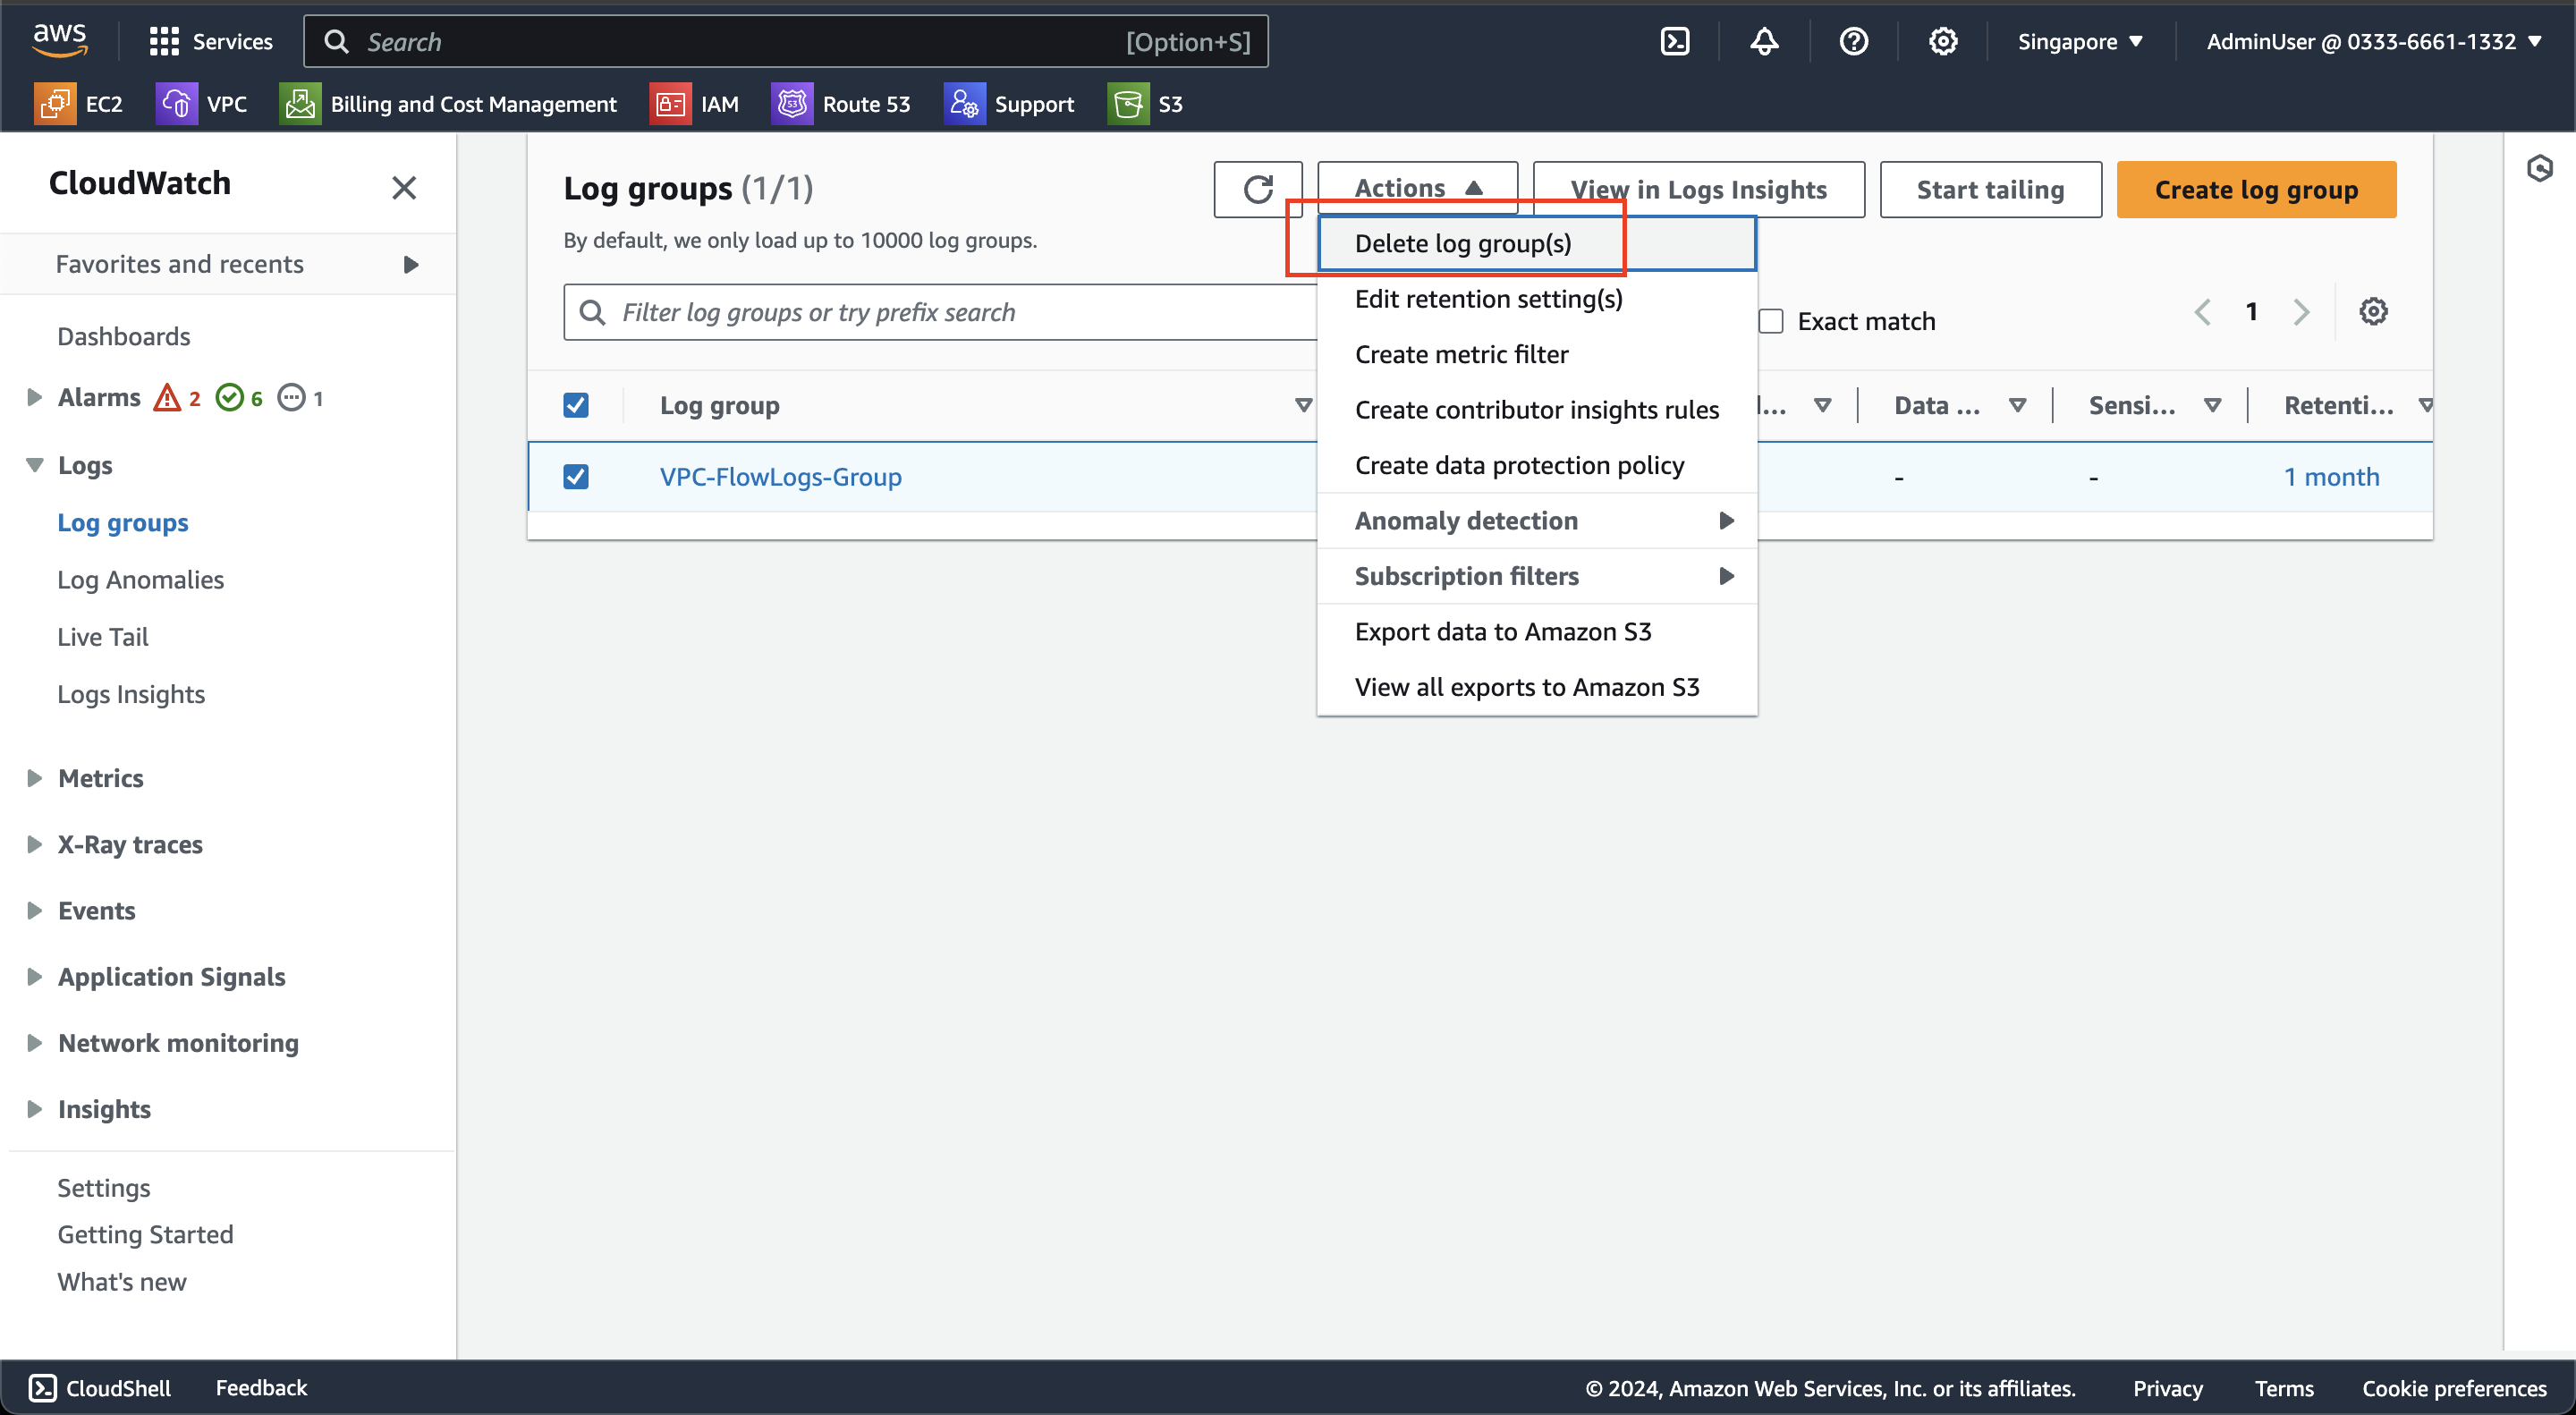 aws
Services
Search [Option+S]
Singapore
AdminUser @ 0333-6661-1332
EC2
VPC
Billing and Cost Management
IAM
53
Route 53
Support
S3
CloudWatch
Favorites and recents
Dashboards
Alarms 2 6 1
Logs
Log groups
Log Anomalies
Live Tail
Logs Insights
Metrics
X-Ray traces
Events
Application Signals
Network monitoring
Insights
Settings
Getting Started
What's new
Log groups (1/1)
By default, we only load up to 10000 log groups.
Actions
View in Logs Insights
Start tailing
Create log group
Filter log groups or try prefix search
Exact match
1
Log group
Data ...
Sensi...
Retenti...
VPC-FlowLogs-Group
-
-
1 month
Delete log group(s)
Edit retention setting(s)
Create metric filter
Create contributor insights rules
Create data protection policy
Anomaly detection
Subscription filters
Export data to Amazon S3
View all exports to Amazon S3
CloudShell
Feedback
© 2024, Amazon Web Services, Inc. or its affiliates.
Privacy
Terms
Cookie preferences